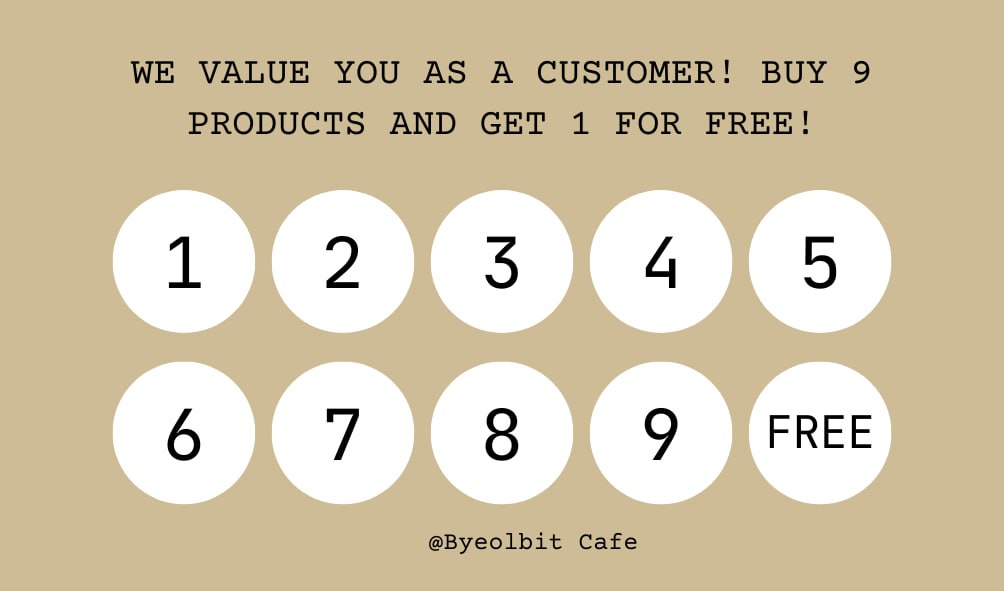 WE VALUE YOU AS A CUSTOMER! BUY 9
PRODUCTS AND GET 1 FOR FREE!
1 2 3 4 5
6 7 8 9 FREE
@Byeolbit Cafe